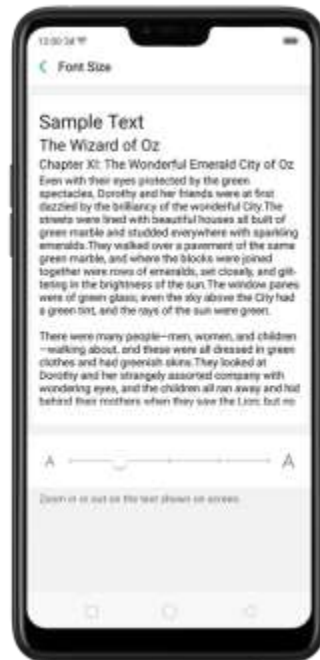 Font Size
Sample Text
The Wizard of Oz
Chapter XI: The Wonderful Emerald City of Oz
Even with their eyes protected by the green
spectacles, Dorothy and her friends were at first
dazzled by the brilliancy of the wonderful City.The
streets were lined with beautiful houses all built of
green marble and studded everywhere with sparkling
emeralds.They walked over a pavement of the same
green marble, and where the blocks were joined
together were rows of emeralds, set closely, and glit-
tering in the brightness of the sun.The window panes
were of green glass; even the sky above the City had
a green tint, and the rays of the sun were green.
There were many people—men, women, and children
—walking about, and these were all dressed in green
clothes and had greenish skins.They looked at
Dorothy and her strangely assorted company with
wondering eyes, and the children all ran away and hid
behind their mothers when they saw the Lion; but no
A A
Zoom in or out on the text shown on screen.